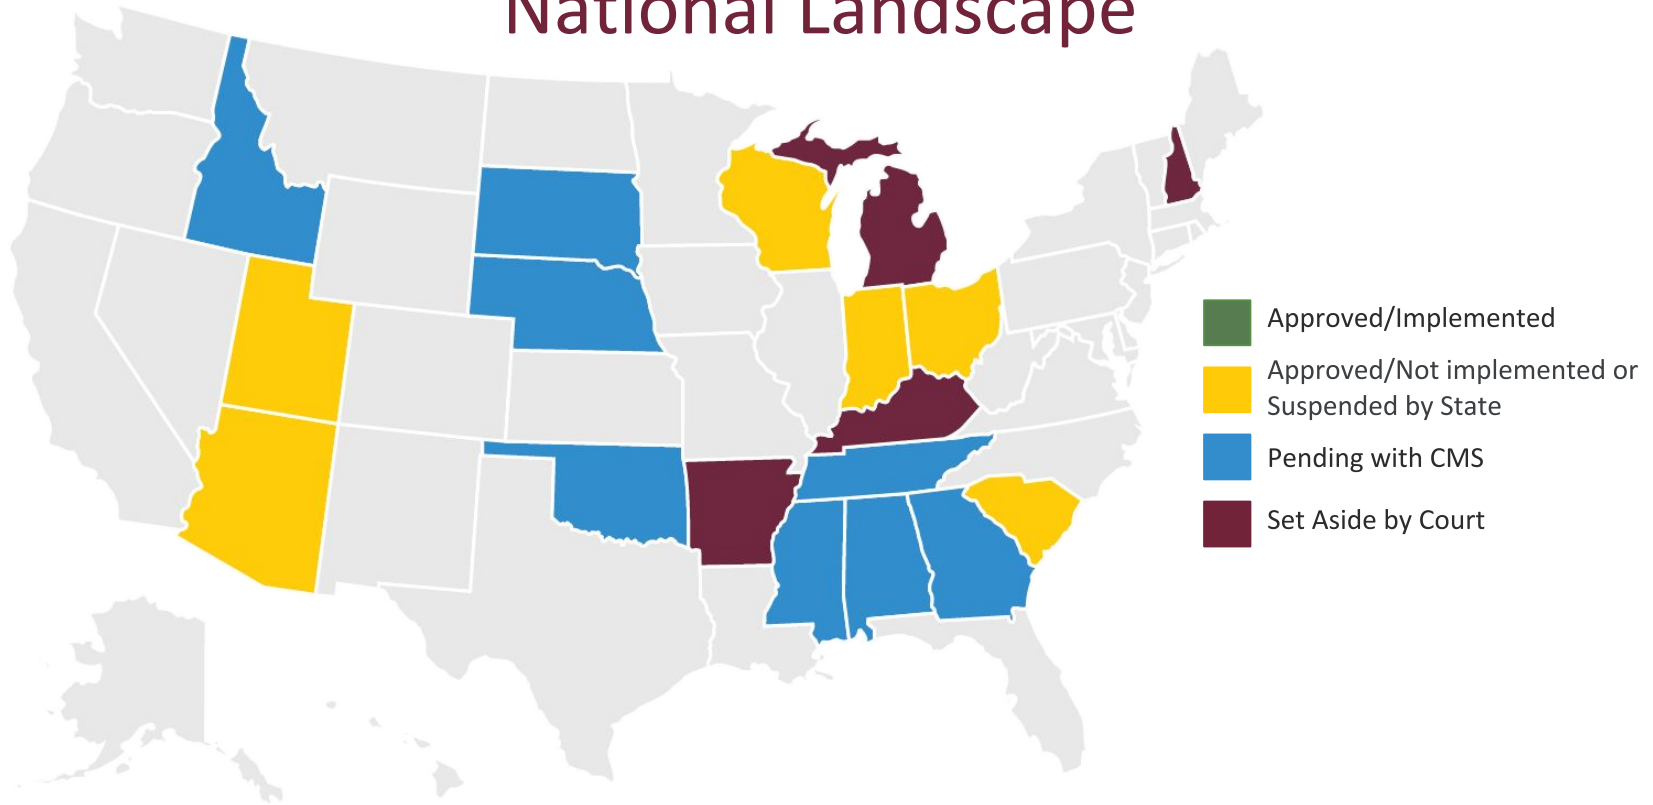 National Landscape
Approved/Implemented
Approved/Not implemented or
Suspended by State
Pending with CMS
Set Aside by Court